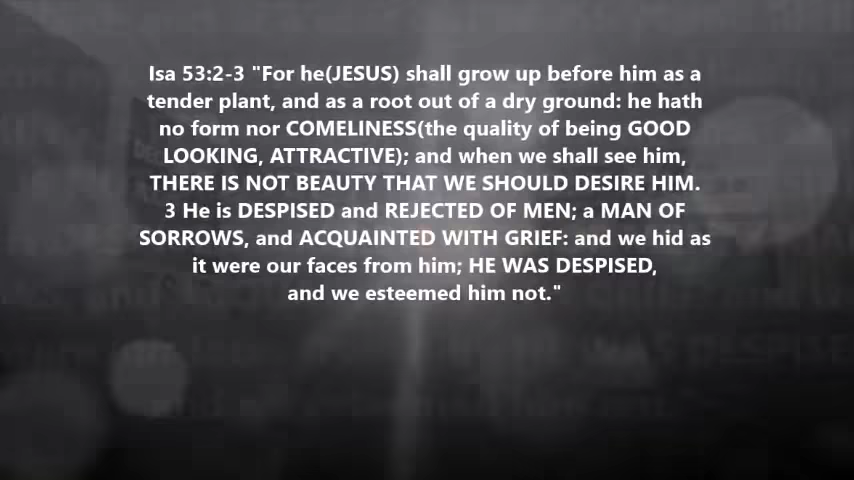 Isa 53:2-3 "For he(JESUS) shall grow up before him as a
tender plant, and as a root out of a dry ground: he hath
no form nor COMELINESS(the quality of being GOOD
LOOKING, ATTRACTIVE); and when we shall see him,
THERE IS NOT BEAUTY THAT WE SHOULD DESIRE HIM.
3 He is DESPISED and REJECTED OF MEN; a MAN OF
SORROWS, and ACQUAINTED WITH GRIEF: and we hid as
it were our faces from him; HE WAS DESPISED,
and we esteemed him not."